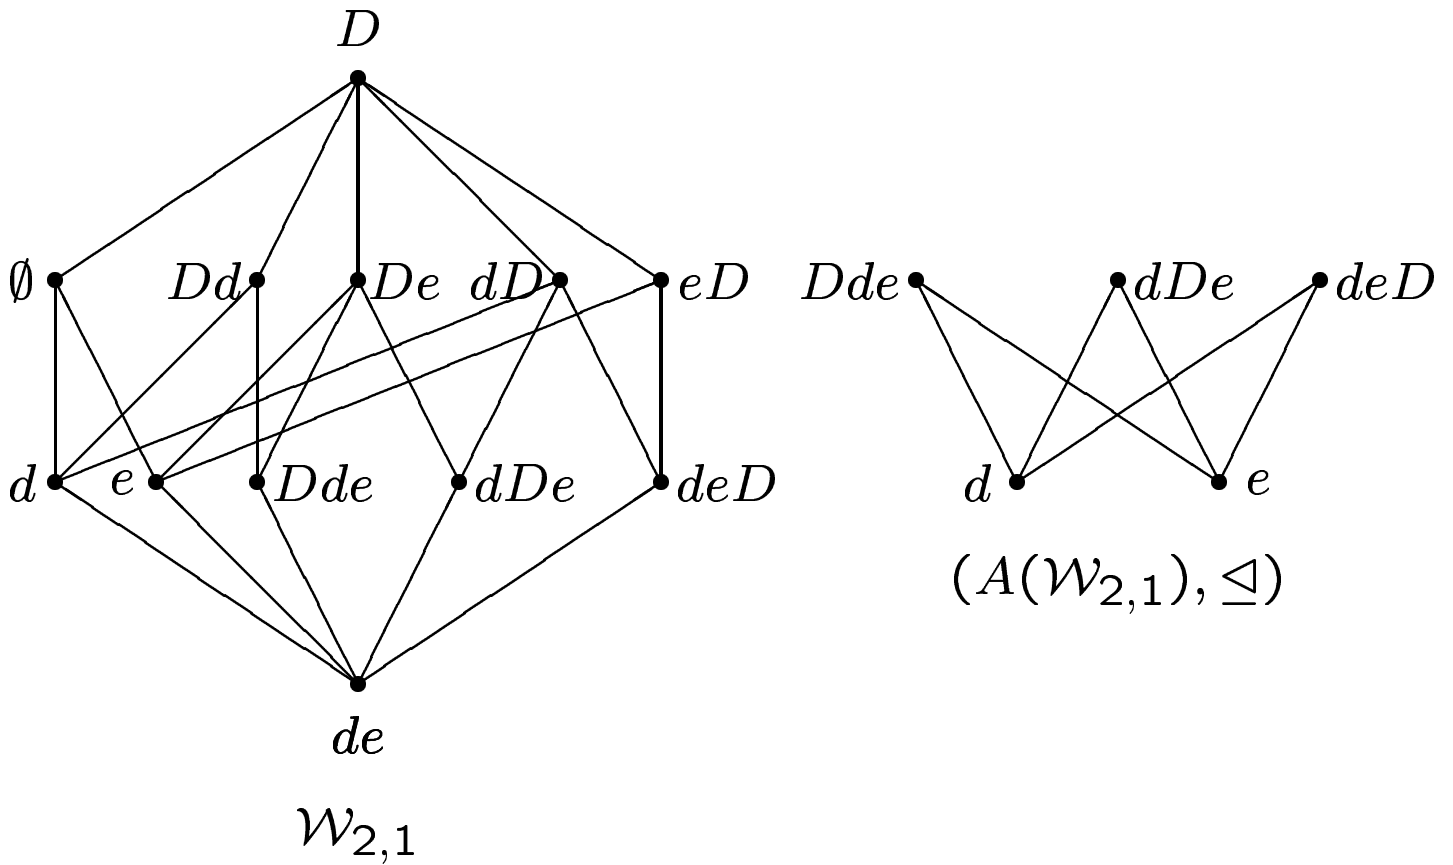 D
∅ Dd De dD eD Dde dDe deD
d e Dde dDe deD d e
(A(𝒲₂,₁), ⊴)
de
𝒲₂,₁